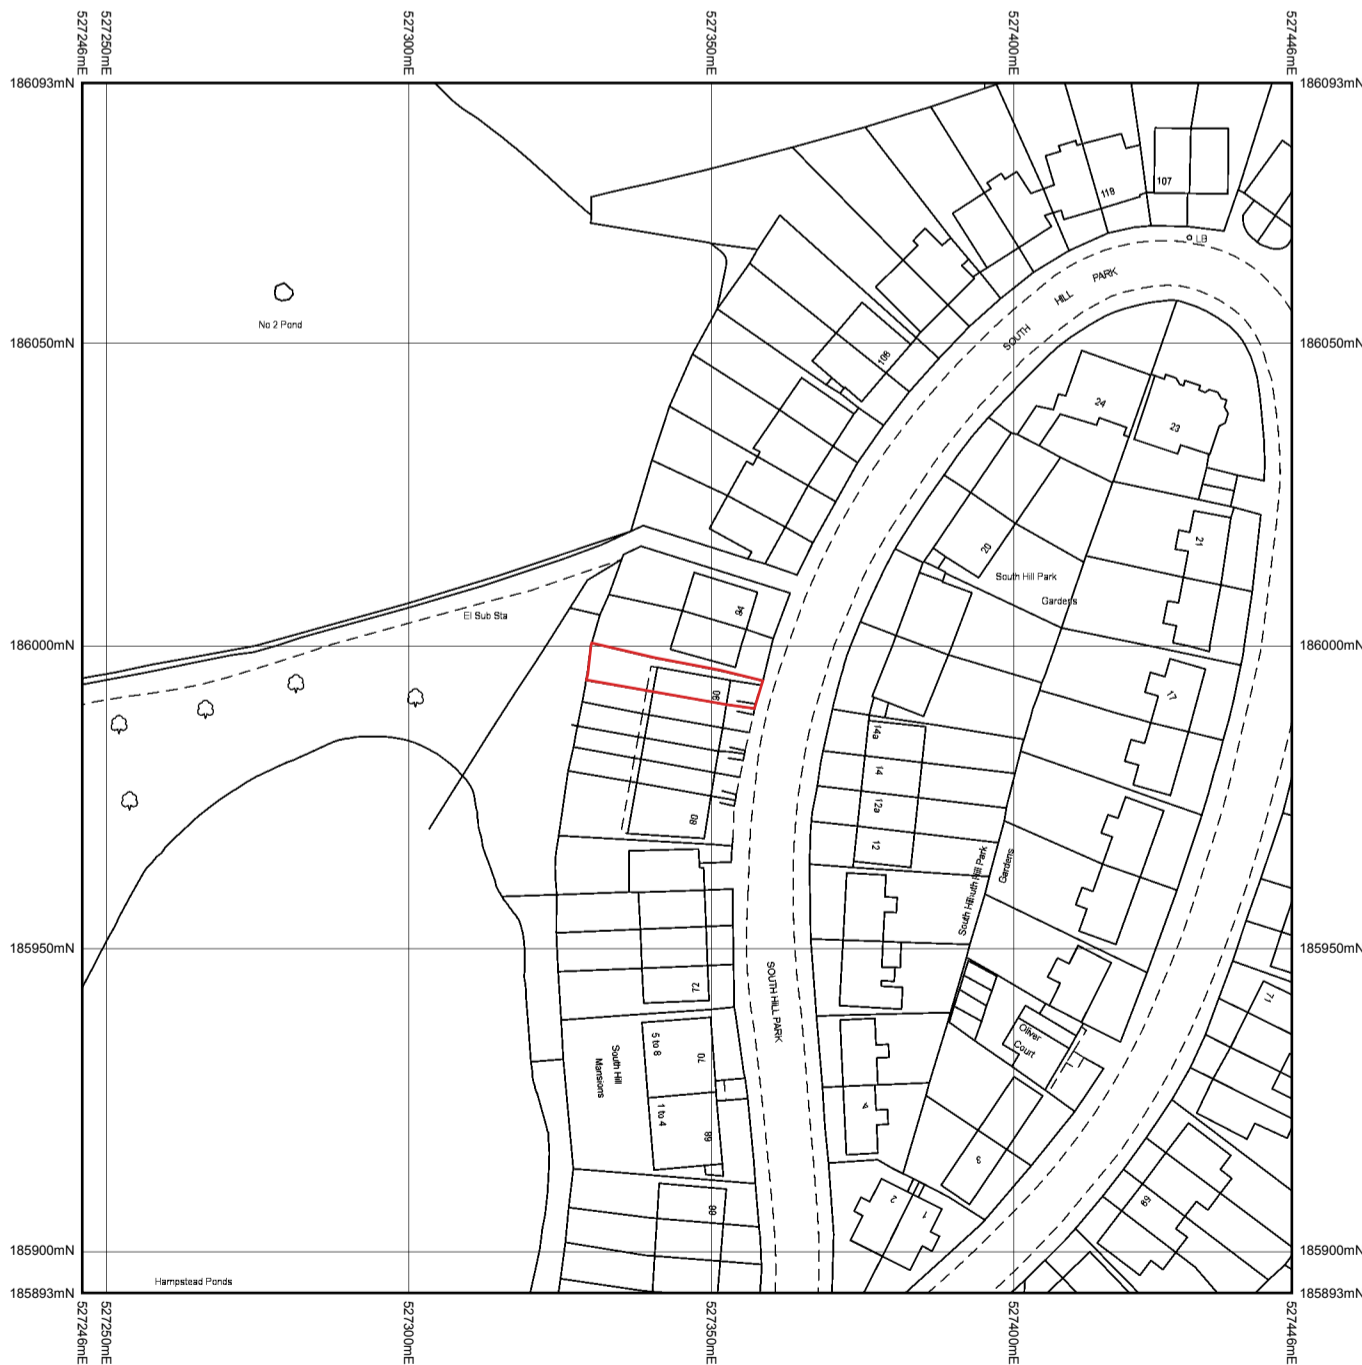 527246mE
527250mE
527300mE
527350mE
527400mE
527446mE
186093mN
186093mN
107
118
LB
SOUTH HILL PARK
No 2 Pond
186050mN
186050mN
106
24
23
21
20
South Hill Park
Gardens
94
El Sub Sta
186000mN
186000mN
90
17
14a
14
12a
12
80
South Hill Park
Gardens
185950mN
185950mN
72
71
SOUTH HILL PARK
Oliver
Court
South Hill
Mansions
5 to 8
70
1 to 4
68
4
3
2
1
69
66
185900mN
185900mN
Hampstead Ponds
185893mN
185893mN
527246mE
527250mE
527300mE
527350mE
527400mE
527446mE